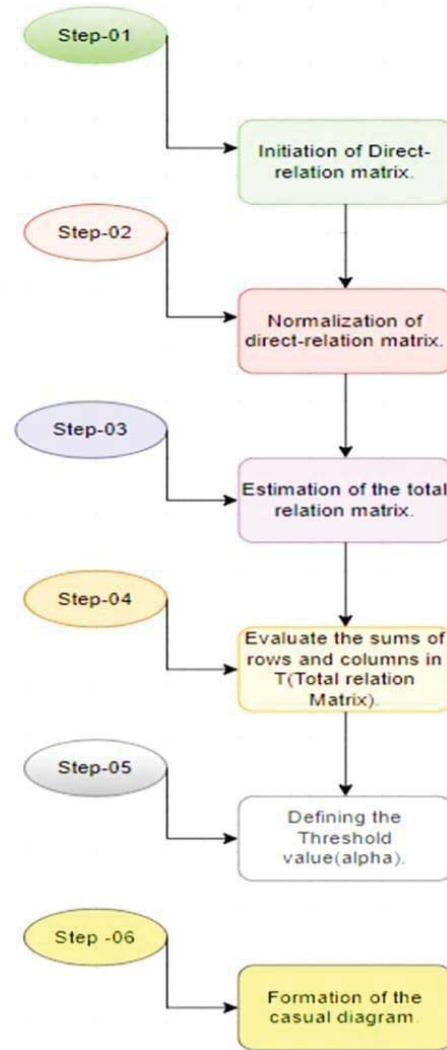 Step-01
Initiation of Direct-
relation matrix.
Step-02
Normalization of
direct-relation matrix.
Step-03
Estimation of the total
relation matrix.
Step-04
Evaluate the sums of
rows and columns in
T(Total relation
Matrix).
Step-05
Defining the
Threshold
value(alpha).
Step -06
Formation of the
casual diagram.